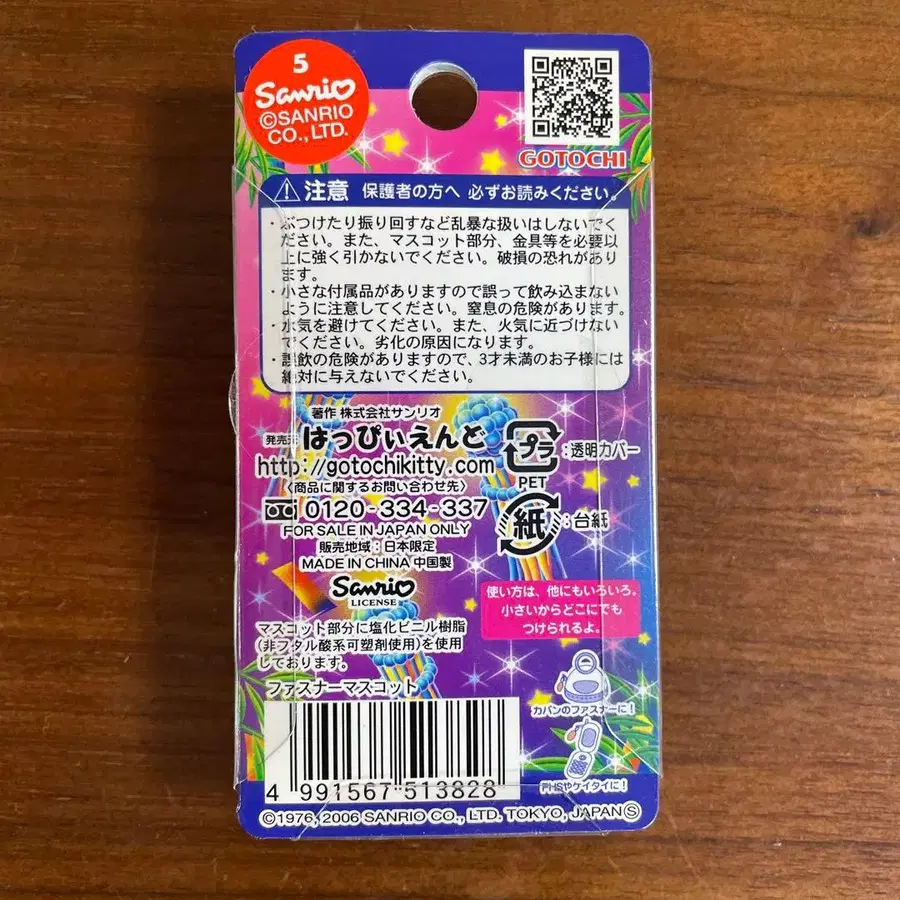 5
Sanrio
©SANRIO
CO., LTD.
GOTOCHI
⚠注意 保護者の方へ 必ずお読みください。
・ぶつけたり振り回すなど乱暴な扱いはしないでく
ださい。また、マスコット部分、金具等を必要以
上に強く引かないでください。破損の恐れがあり
ます。
・小さな付属品がありますので誤って飲み込まない
ように注意してください。窒息の危険があります。
・水気を避けてください。また、火気に近づけない
でください。劣化の原因になります。
・誤飲の危険がありますので、3才未満のお子様には
絶対に与えないでください。
著作 株式会社サンリオ
発売元 はっぴぃえんど
http://gotochikitty.com
〈商品に関するお問い合わせ先〉
0120-334-337
FOR SALE IN JAPAN ONLY
販売地域:日本限定
MADE IN CHINA 中国製
Sanrio
LICENSE
プラ:透明カバー
PET
紙:台紙
マスコット部分に塩化ビニル樹脂
(非フタル酸系可塑剤使用)を使用
しております。
ファスナーマスコット
使い方は、他にもいろいろ。
小さいからどこにでも
つけられるよ。
カバンのファスナーに!
PHSやケイタイに!
4 991567 513828
©1976, 2006 SANRIO CO., LTD. TOKYO, JAPAN Ⓢ